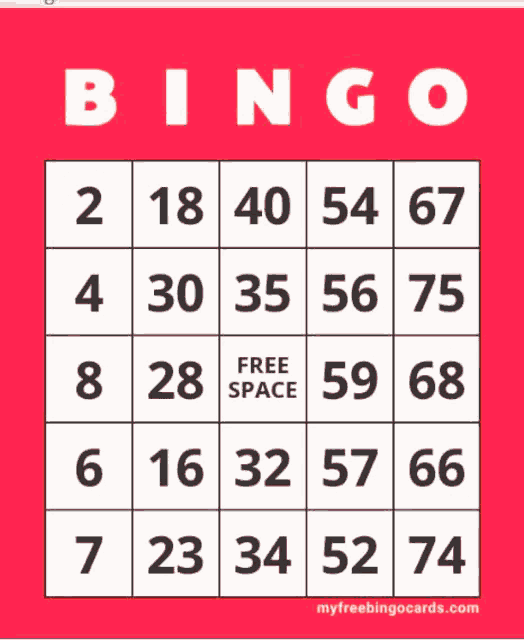 B I N G O
2 18 40 54 67
4 30 35 56 75
8 28 FREE SPACE 59 68
6 16 32 57 66
7 23 34 52 74
myfreebingocards.com